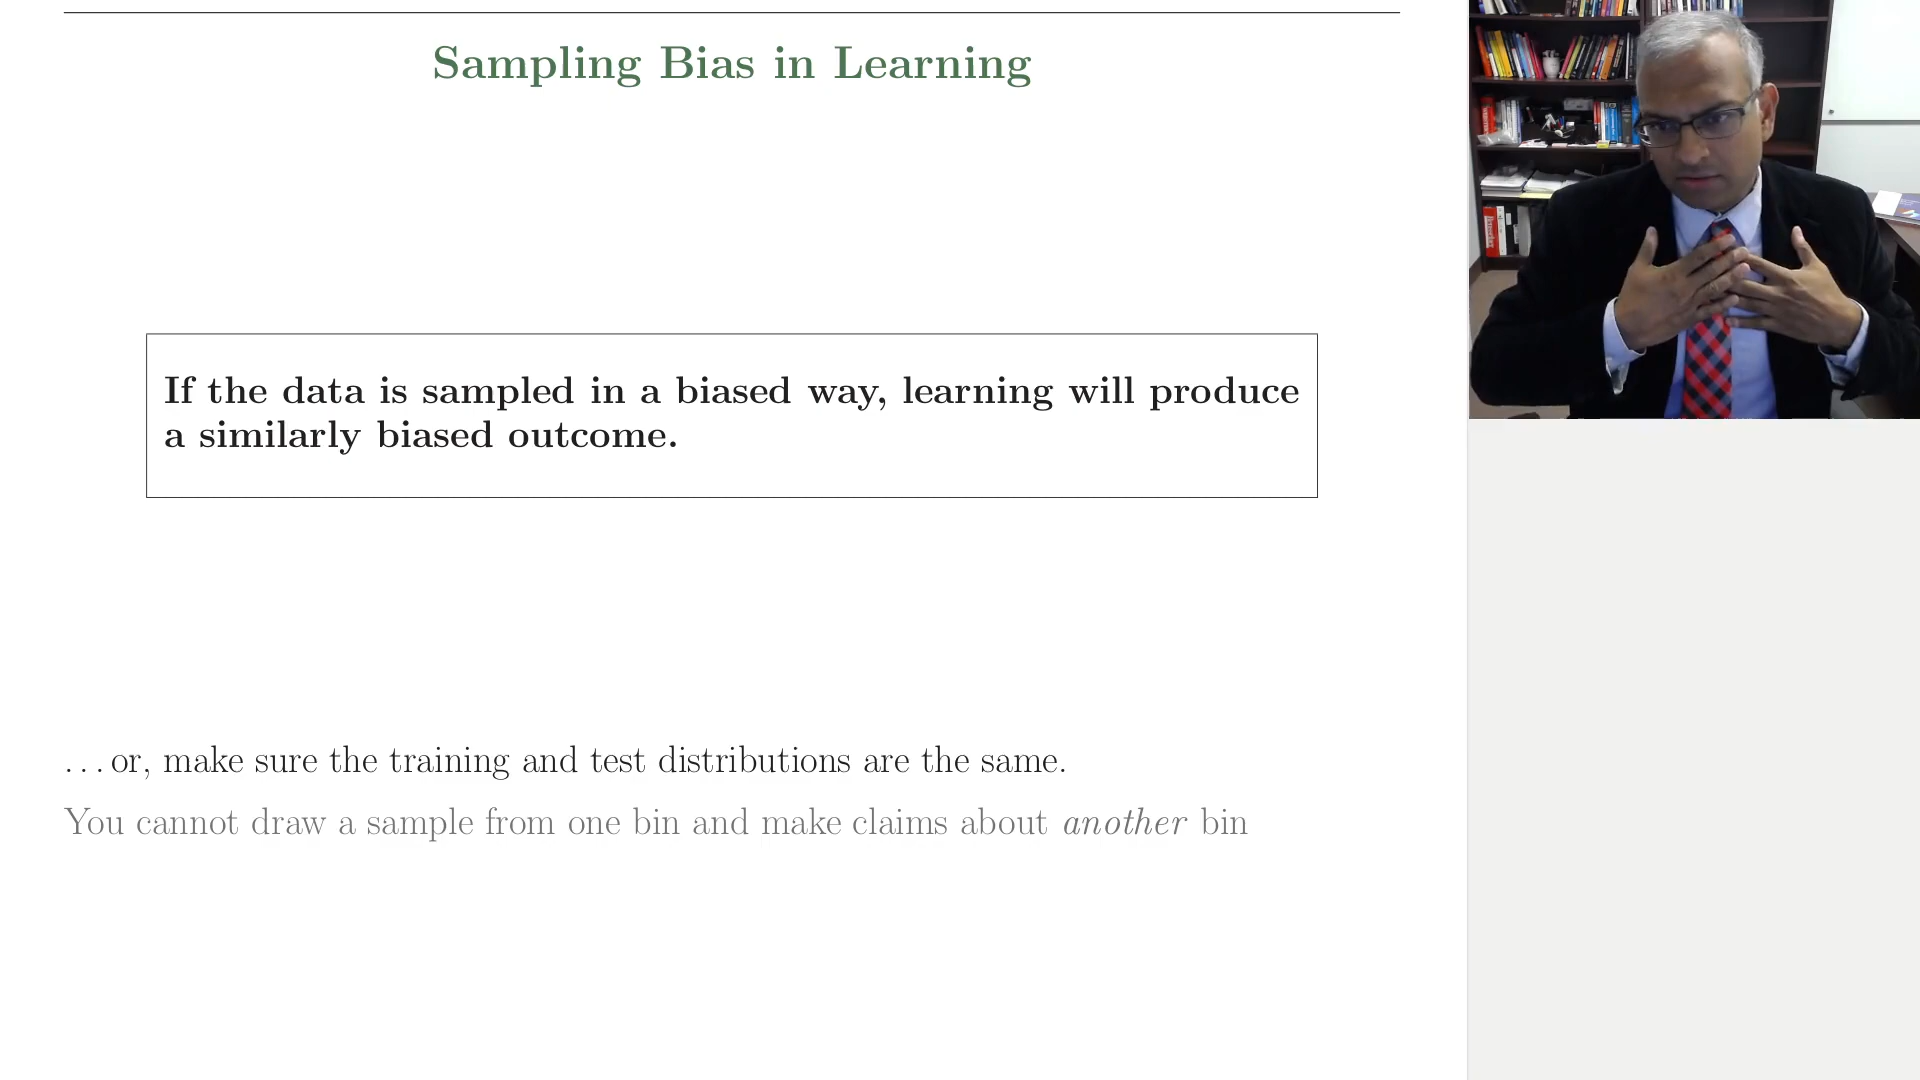 Sampling Bias in Learning
If the data is sampled in a biased way, learning will produce
a similarly biased outcome.
...or, make sure the training and test distributions are the same.
You cannot draw a sample from one bin and make claims about another bin